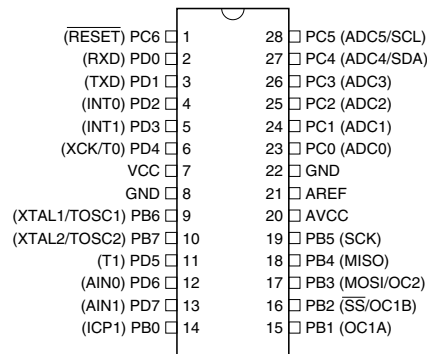 (RESET) PC6 1 28 PC5 (ADC5/SCL)
(RXD) PD0 2 27 PC4 (ADC4/SDA)
(TXD) PD1 3 26 PC3 (ADC3)
(INT0) PD2 4 25 PC2 (ADC2)
(INT1) PD3 5 24 PC1 (ADC1)
(XCK/T0) PD4 6 23 PC0 (ADC0)
VCC 7 22 GND
GND 8 21 AREF
(XTAL1/TOSC1) PB6 9 20 AVCC
(XTAL2/TOSC2) PB7 10 19 PB5 (SCK)
(T1) PD5 11 18 PB4 (MISO)
(AIN0) PD6 12 17 PB3 (MOSI/OC2)
(AIN1) PD7 13 16 PB2 (SS/OC1B)
(ICP1) PB0 14 15 PB1 (OC1A)